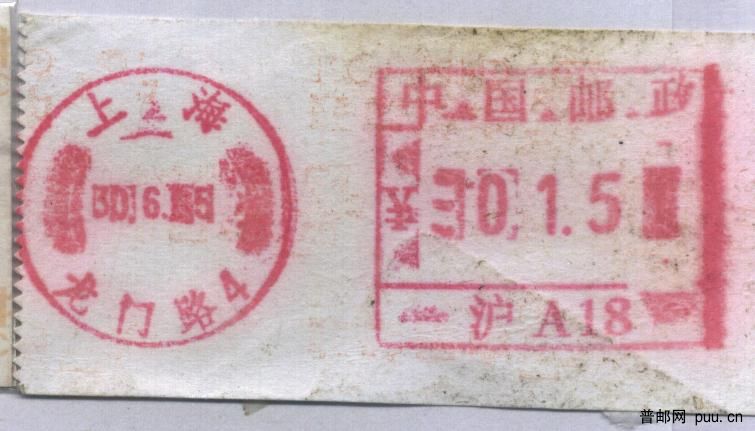 上海
6.
龙门路4
中国邮政
0.1.5
沪 A18
普邮网 puu.cn